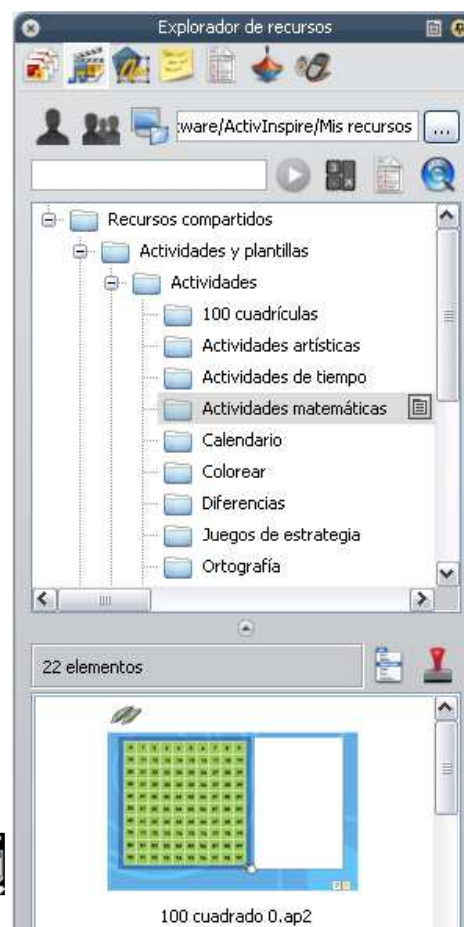 Explorador de recursos
:ware/ActivInspire/Mis recursos ...
Recursos compartidos
Actividades y plantillas
Actividades
100 cuadrículas
Actividades artísticas
Actividades de tiempo
Actividades matemáticas
Calendario
Colorear
Diferencias
Juegos de estrategia
Ortografía
22 elementos
100 cuadrado 0.ap2